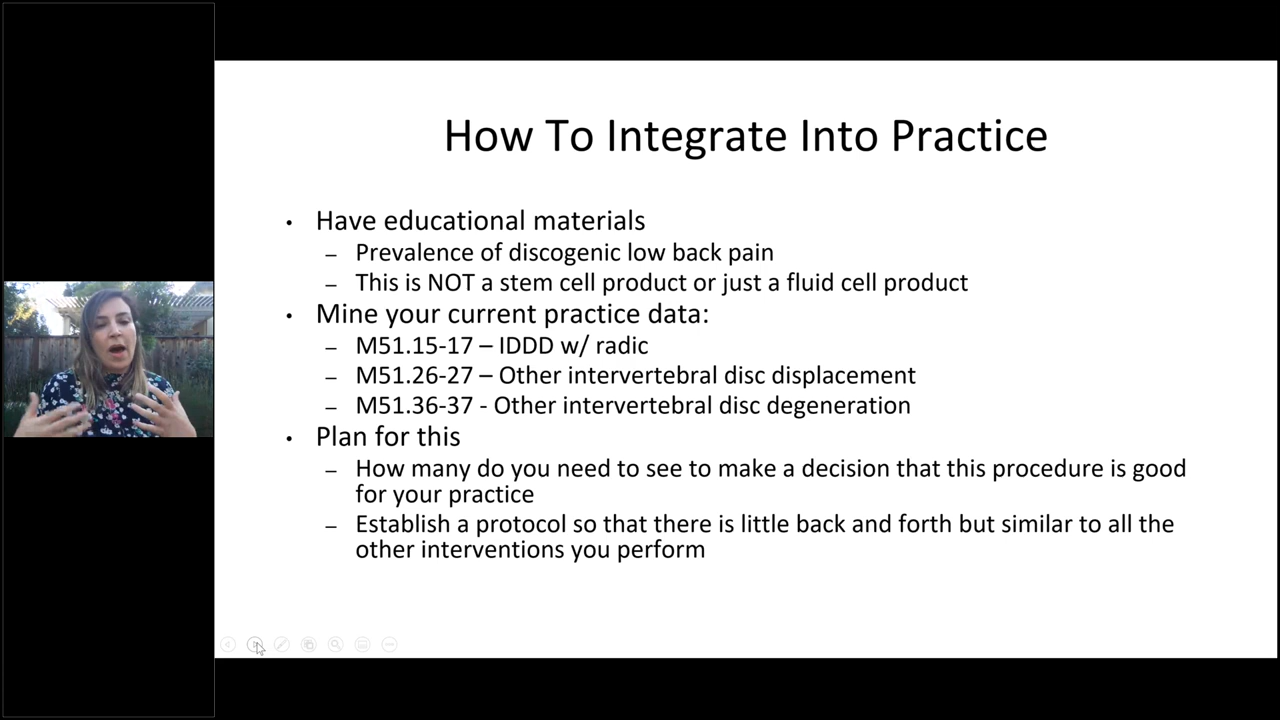 How To Integrate Into Practice
• Have educational materials
– Prevalence of discogenic low back pain
– This is NOT a stem cell product or just a fluid cell product
• Mine your current practice data:
– M51.15-17 – IDDD w/ radic
– M51.26-27 – Other intervertebral disc displacement
– M51.36-37 - Other intervertebral disc degeneration
• Plan for this
– How many do you need to see to make a decision that this procedure is good
for your practice
– Establish a protocol so that there is little back and forth but similar to all the
other interventions you perform